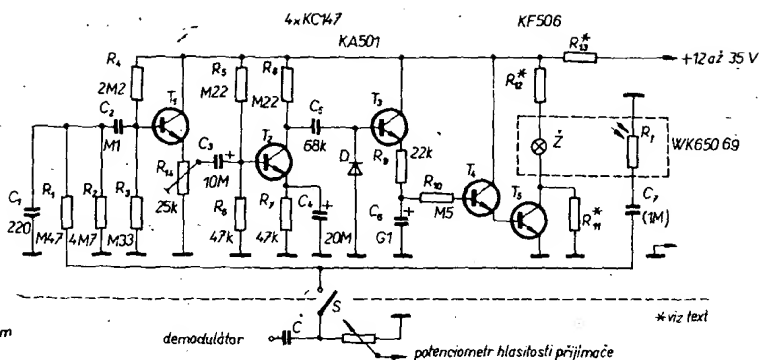 4xKC147
KA501
KF506
R13*
+12 až 35 V
R4
2M2
R5
M22
R8
M22
R12*
T1
C2
M1
C3
10M
T2
C5
68k
T3
R9
22k
Ž
Rf
WK650 69
C1
220
R1
M47
R2
4M7
R3
M33
R14
25k
R6
47k
R7
47k
C4
20M
D
C6
G1
R10
M5
T4
T5
R11*
C7
(1M)
S
*viz text
m
demodulátor
C
potenciometr hlasitosti přijímače